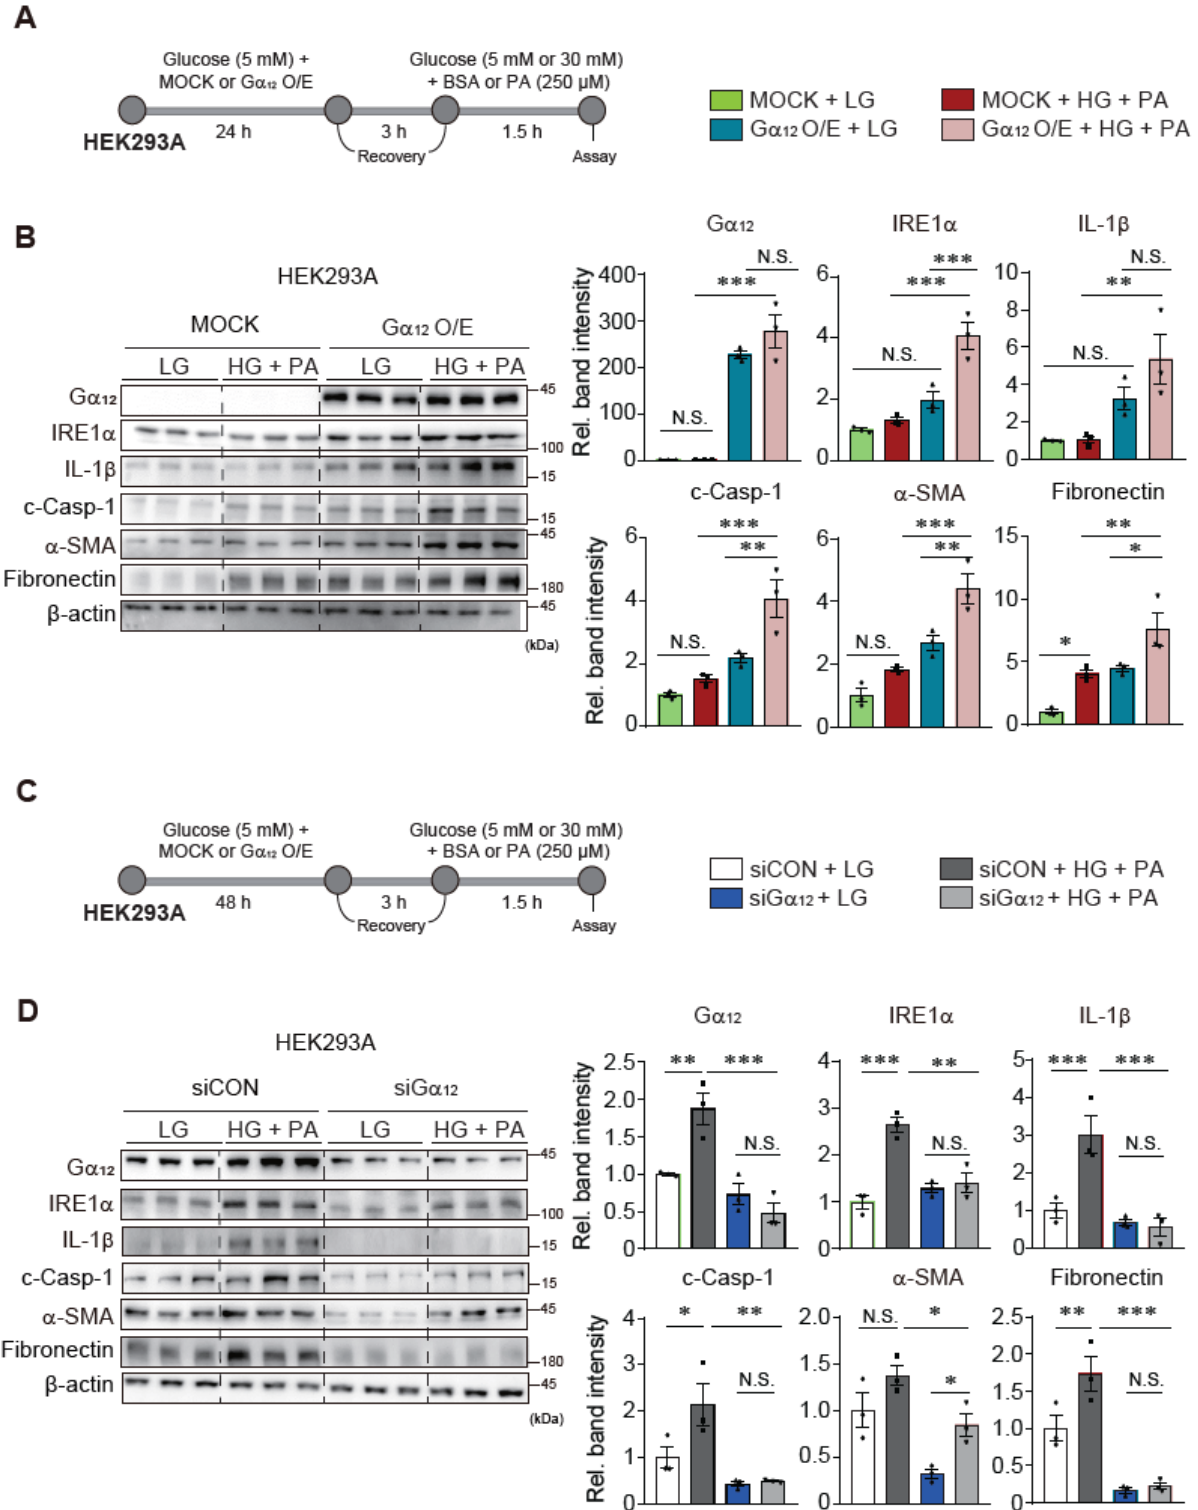 A
Glucose (5 mM) +
MOCK or Gα12 O/E
Glucose (5 mM or 30 mM)
+ BSA or PA (250 µM)
HEK293A
24 h
3 h
1.5 h
Recovery
Assay
MOCK + LG
MOCK + HG + PA
Gα12 O/E + LG
Gα12 O/E + HG + PA
B
HEK293A
MOCK
Gα12 O/E
LG
HG + PA
LG
HG + PA
Gα12
45
IRE1α
100
IL-1β
15
c-Casp-1
15
α-SMA
45
Fibronectin
180
β-actin
45
(kDa)
Gα12
Rel. band intensity
400
300
200
100
0
N.S.
***
N.S.
IRE1α
6
4
2
0
***
***
N.S.
IL-1β
10
8
6
4
2
0
N.S.
**
N.S.
c-Casp-1
Rel. band intensity
6
4
2
0
***
**
N.S.
α-SMA
6
4
2
0
***
**
N.S.
Fibronectin
15
10
5
0
**
*
*
C
Glucose (5 mM) +
MOCK or Gα12 O/E
Glucose (5 mM or 30 mM)
+ BSA or PA (250 µM)
HEK293A
48 h
3 h
1.5 h
Recovery
Assay
siCON + LG
siCON + HG + PA
siGα12 + LG
siGα12 + HG + PA
D
HEK293A
siCON
siGα12
LG
HG + PA
LG
HG + PA
Gα12
45
IRE1α
100
IL-1β
15
c-Casp-1
15
α-SMA
45
Fibronectin
180
β-actin
45
(kDa)
Gα12
Rel. band intensity
2.5
2.0
1.5
1.0
0.5
0
**
***
N.S.
IRE1α
4
3
2
1
0
***
**
N.S.
IL-1β
5
4
3
2
1
0
***
***
N.S.
c-Casp-1
Rel. band intensity
4
3
2
1
0
*
**
N.S.
α-SMA
2.0
1.5
1.0
0.5
0
N.S.
*
*
Fibronectin
2.5
2.0
1.5
1.0
0.5
0
**
***
N.S.